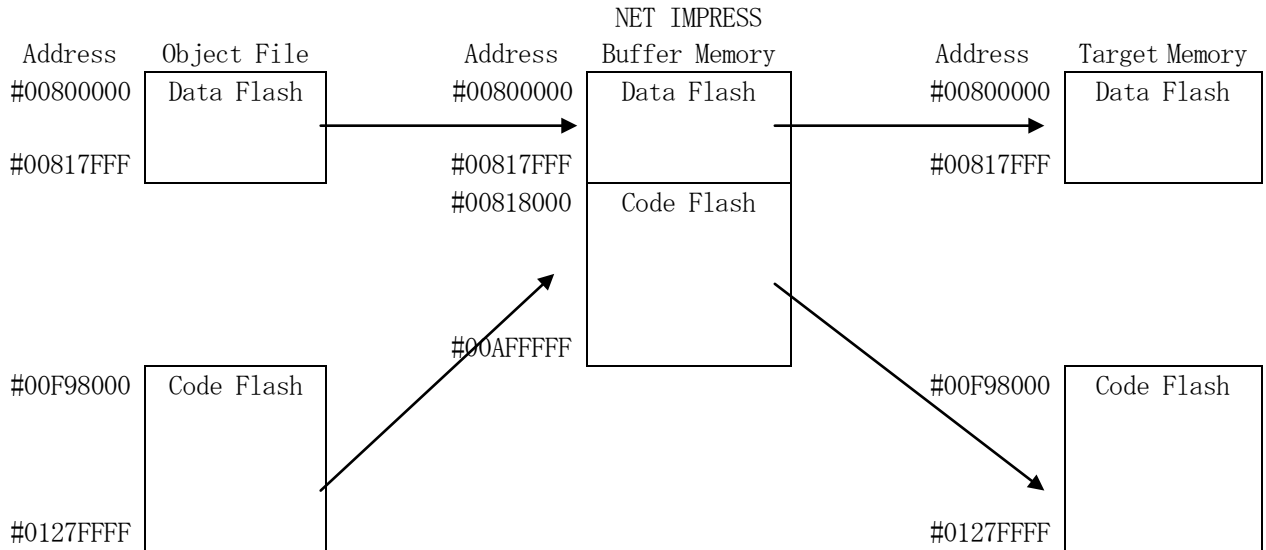 NET IMPRESS
Address Object File Address Buffer Memory Address Target Memory
#00800000 Data Flash #00800000 Data Flash #00800000 Data Flash
#00817FFF #00817FFF #00817FFF
#00818000 Code Flash
#00AFFFFF
#00F98000 Code Flash #00F98000 Code Flash
#0127FFFF #0127FFFF